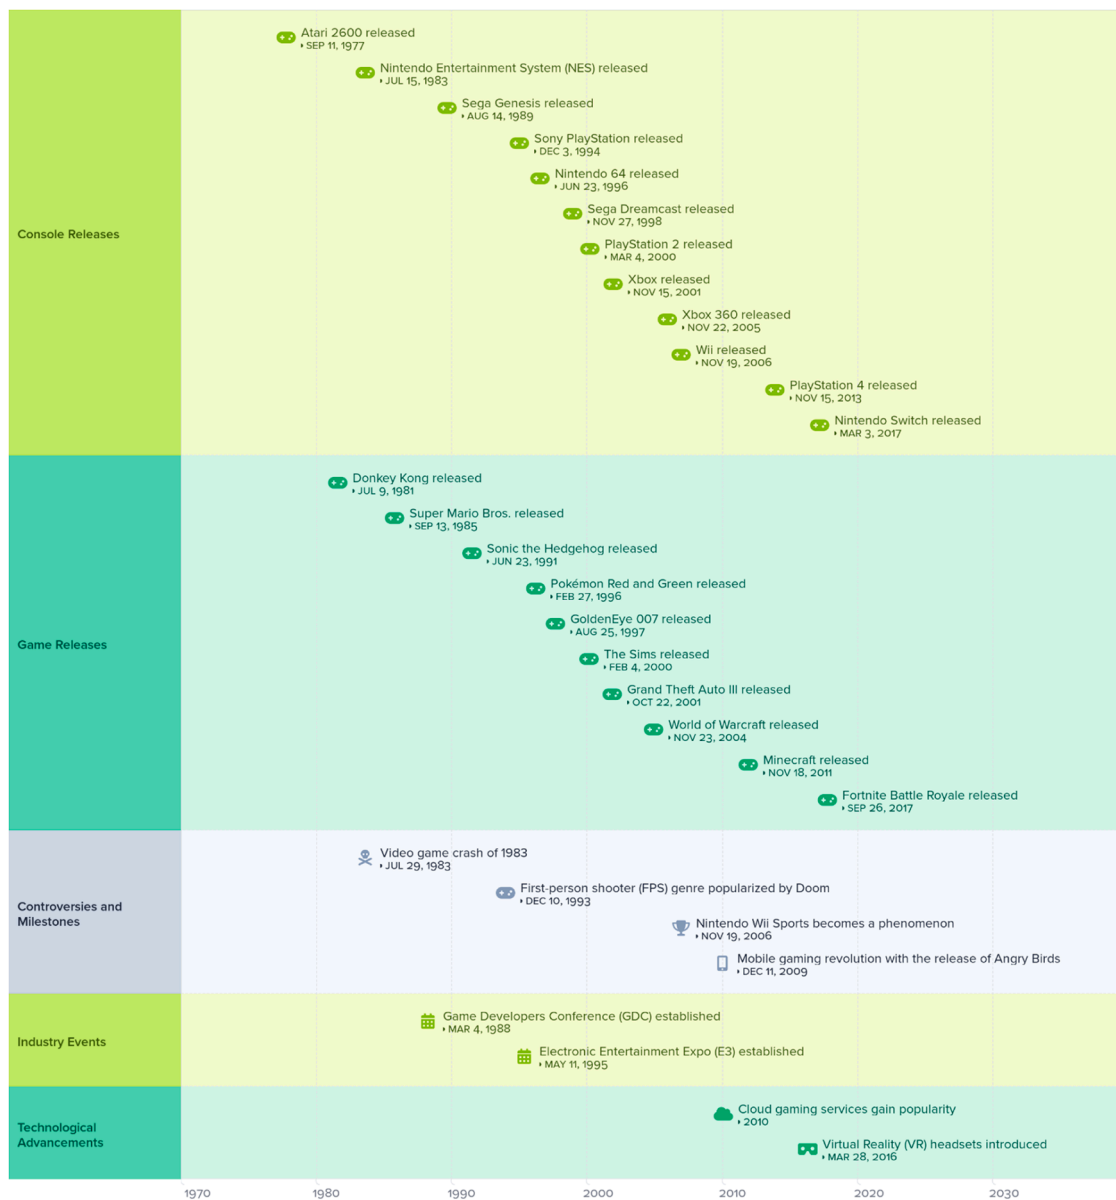 Console Releases
Atari 2600 released
SEP 11, 1977
Nintendo Entertainment System (NES) released
JUL 15, 1983
Sega Genesis released
AUG 14, 1989
Sony PlayStation released
DEC 3, 1994
Nintendo 64 released
JUN 23, 1996
Sega Dreamcast released
NOV 27, 1998
PlayStation 2 released
MAR 4, 2000
Xbox released
NOV 15, 2001
Xbox 360 released
NOV 22, 2005
Wii released
NOV 19, 2006
PlayStation 4 released
NOV 15, 2013
Nintendo Switch released
MAR 3, 2017
Game Releases
Donkey Kong released
JUL 9, 1981
Super Mario Bros. released
SEP 13, 1985
Sonic the Hedgehog released
JUN 23, 1991
Pokémon Red and Green released
FEB 27, 1996
GoldenEye 007 released
AUG 25, 1997
The Sims released
FEB 4, 2000
Grand Theft Auto III released
OCT 22, 2001
World of Warcraft released
NOV 23, 2004
Minecraft released
NOV 18, 2011
Fortnite Battle Royale released
SEP 26, 2017
Controversies and
Milestones
Video game crash of 1983
JUL 29, 1983
First-person shooter (FPS) genre popularized by Doom
DEC 10, 1993
Nintendo Wii Sports becomes a phenomenon
NOV 19, 2006
Mobile gaming revolution with the release of Angry Birds
DEC 11, 2009
Industry Events
Game Developers Conference (GDC) established
MAR 4, 1988
Electronic Entertainment Expo (E3) established
MAY 11, 1995
Technological
Advancements
Cloud gaming services gain popularity
2010
Virtual Reality (VR) headsets introduced
MAR 28, 2016
1970 1980 1990 2000 2010 2020 2030